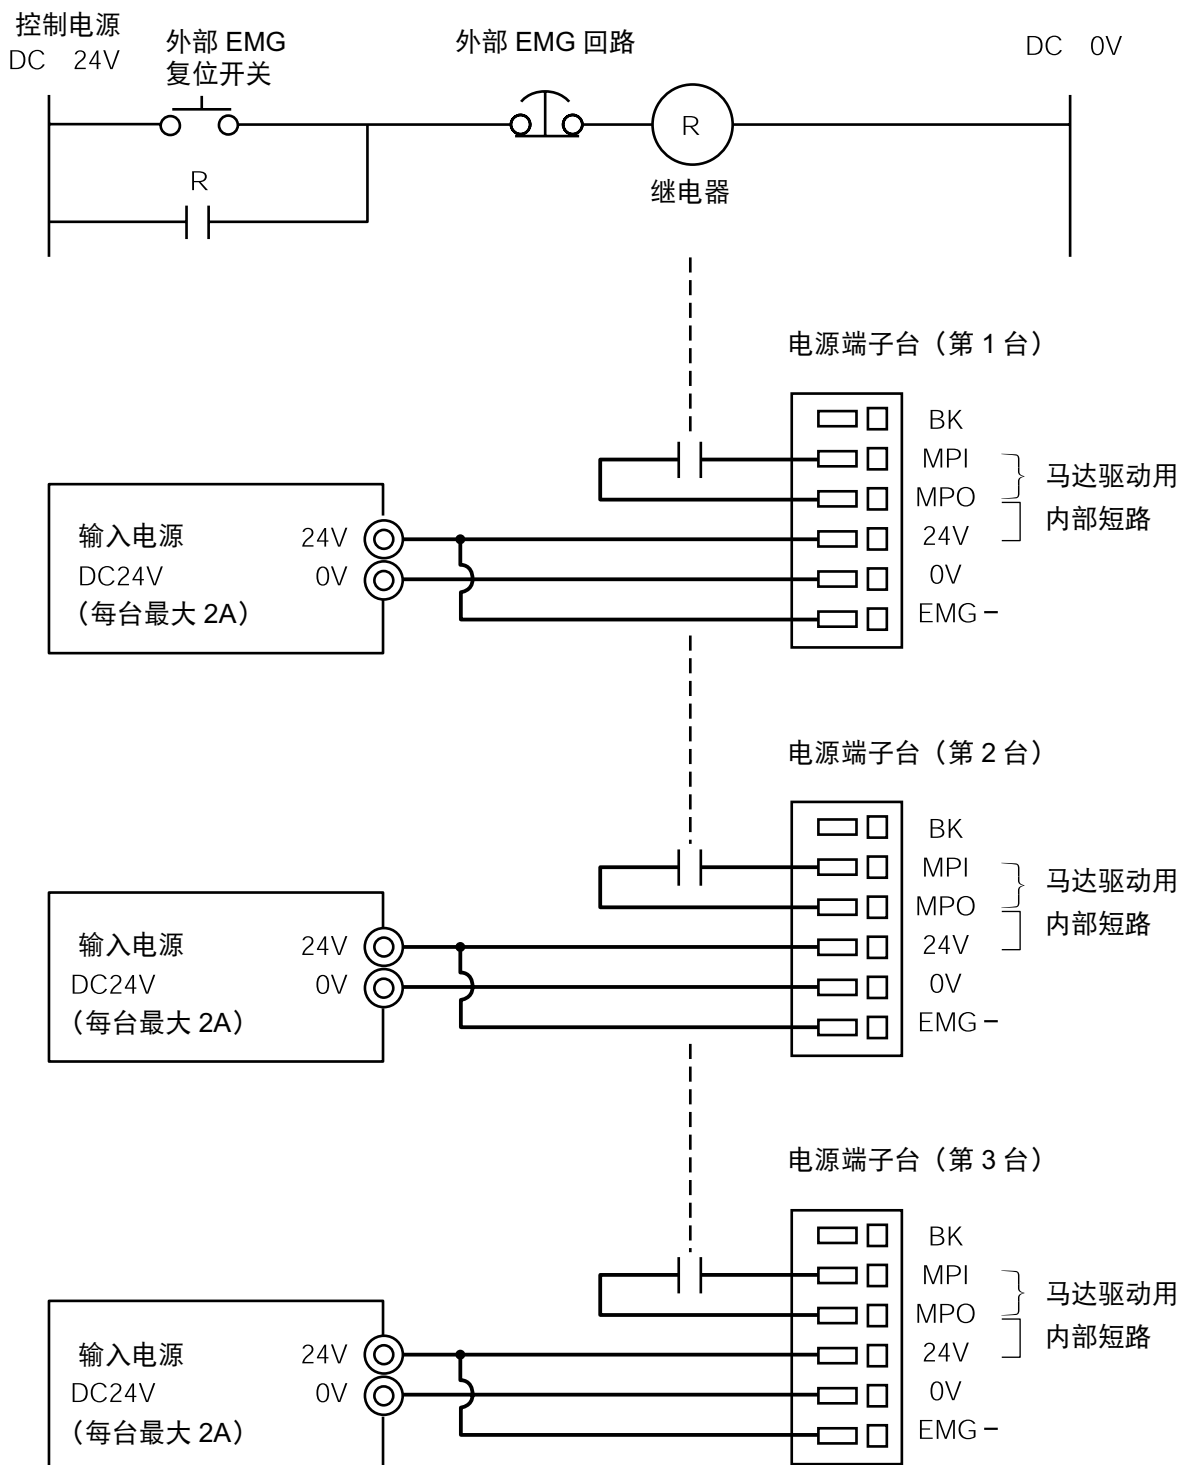 控制电源
DC 24V
外部 EMG
复位开关
外部 EMG 回路
DC 0V
R
R
继电器
电源端子台（第 1 台）
BK
MPI
MPO
24V
0V
EMG－
马达驱动用
内部短路
输入电源
DC24V
（每台最大 2A）
24V
0V
电源端子台（第 2 台）
BK
MPI
MPO
24V
0V
EMG－
马达驱动用
内部短路
输入电源
DC24V
（每台最大 2A）
24V
0V
电源端子台（第 3 台）
BK
MPI
MPO
24V
0V
EMG－
马达驱动用
内部短路
输入电源
DC24V
（每台最大 2A）
24V
0V